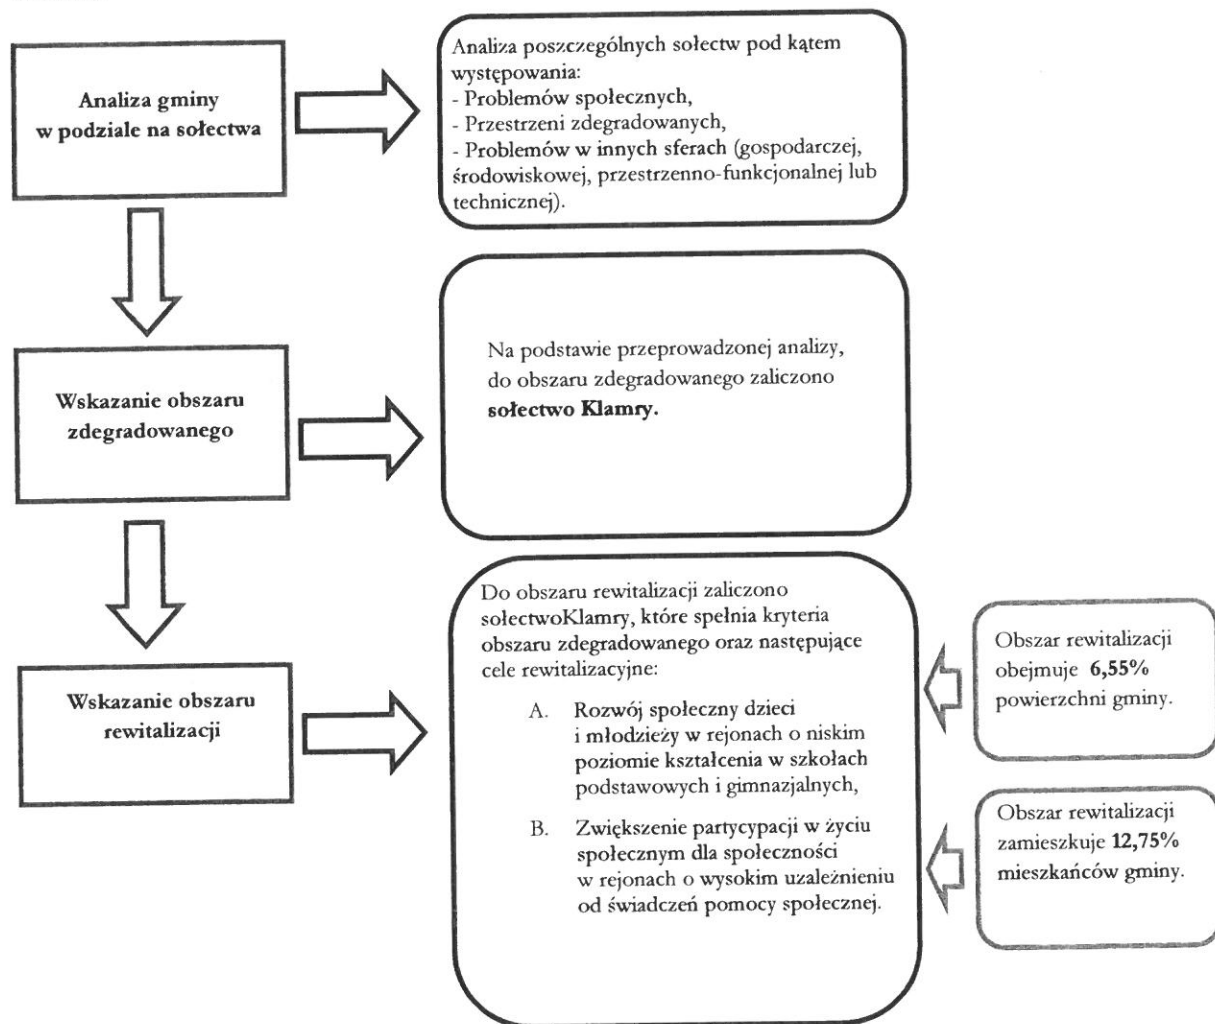 Analiza gminy
w podziale na sołectwa
Analiza poszczególnych sołectw pod kątem
występowania:
- Problemów społecznych,
- Przestrzeni zdegradowanych,
- Problemów w innych sferach (gospodarczej,
środowiskowej, przestrzenno-funkcjonalnej lub
technicznej).
Wskazanie obszaru
zdegradowanego
Na podstawie przeprowadzonej analizy,
do obszaru zdegradowanego zaliczono
sołectwo Klamry.
Wskazanie obszaru
rewitalizacji
Do obszaru rewitalizacji zaliczono
sołectwoKlamry, które spełnia kryteria
obszaru zdegradowanego oraz następujące
cele rewitalizacyjne:
A. Rozwój społeczny dzieci
i młodzieży w rejonach o niskim
poziomie kształcenia w szkołach
podstawowych i gimnazjalnych,
B. Zwiększenie partycypacji w życiu
społecznym dla społeczności
w rejonach o wysokim uzależnieniu
od świadczeń pomocy społecznej.
Obszar rewitalizacji
obejmuje 6,55%
powierzchni gminy.
Obszar rewitalizacji
zamieszkuje 12,75%
mieszkańców gminy.